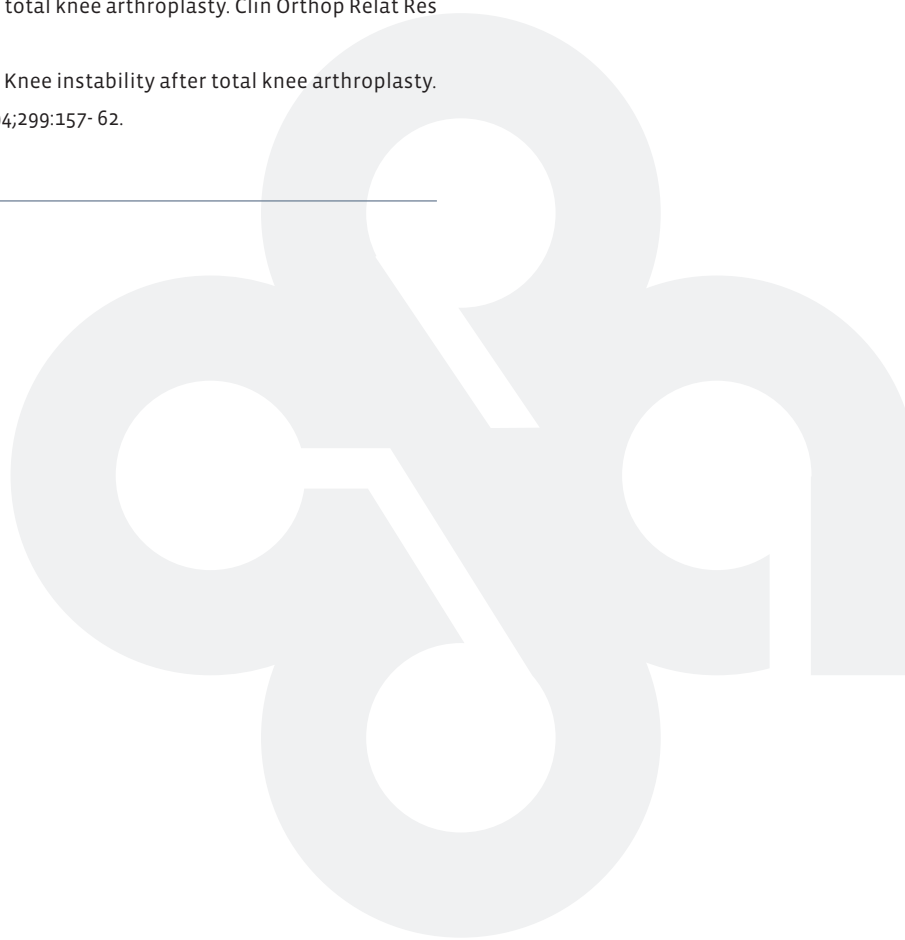 total knee arthroplasty. Clin Orthop Relat Res
Knee instability after total knee arthroplasty.
4;299:157- 62.